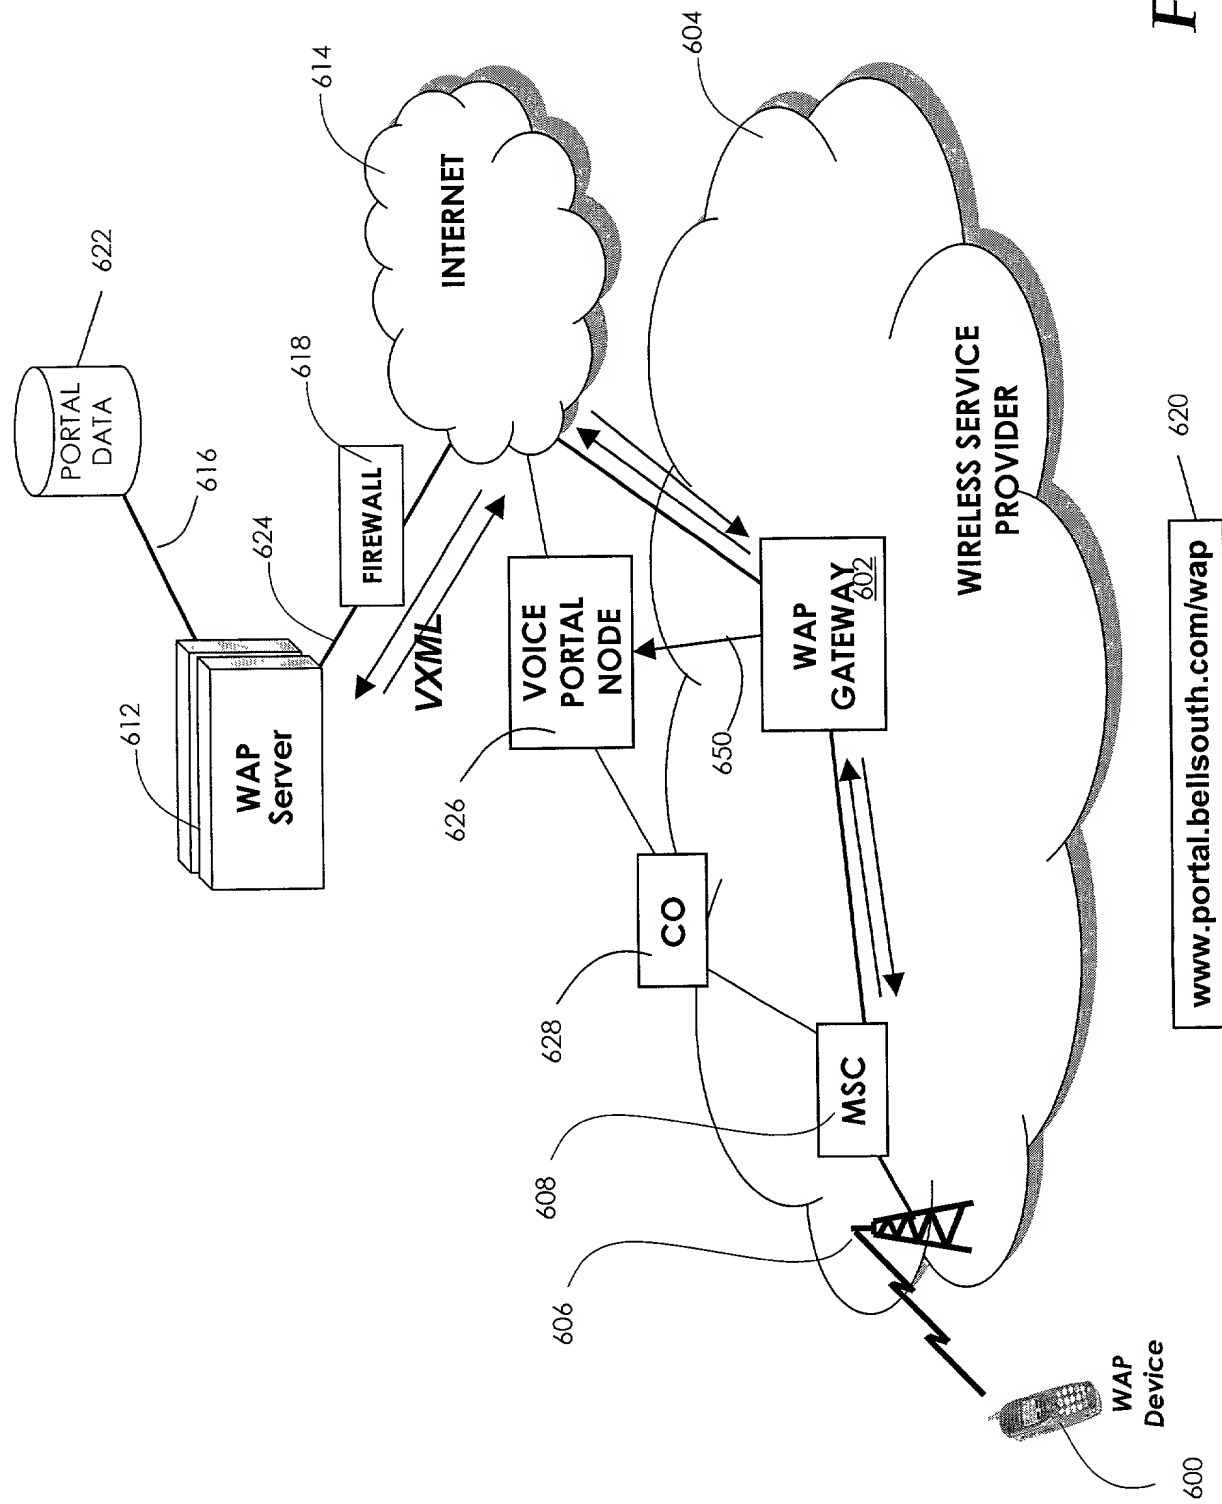 PORTAL
DATA
622
616
WAP
Server
612
624
FIREWALL
618
VXML
INTERNET
614
VOICE
PORTAL
NODE
626
CO
628
650
WAP
GATEWAY
602
604
MSC
608
606
WIRELESS SERVICE
PROVIDER
WAP
Device
600
www.portal.bellsouth.com/wap
620
F